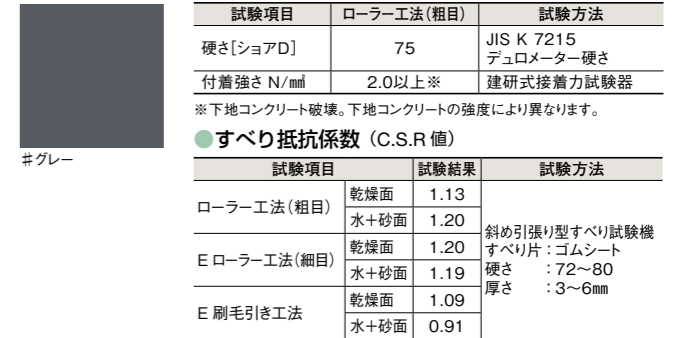 試験項目 ローラー工法(粗目) 試験方法
硬さ[ショアD] 75 JIS K 7215
デュロメーター硬さ
付着強さ N/㎟ 2.0以上※ 建研式接着力試験器
※下地コンクリート破壊。下地コンクリートの強度により異なります。
#グレー
●すべり抵抗係数(C.S.R値)
試験項目 試験結果 試験方法
ローラー工法(粗目) 乾燥面 1.13
水+砂面 1.20
E ローラー工法(細目) 乾燥面 1.20
水+砂面 1.19
E 刷毛引き工法 乾燥面 1.09
水+砂面 0.91
斜め引張り型すべり試験機
すべり片:ゴムシート
硬さ :72〜80
厚さ :3〜6㎜